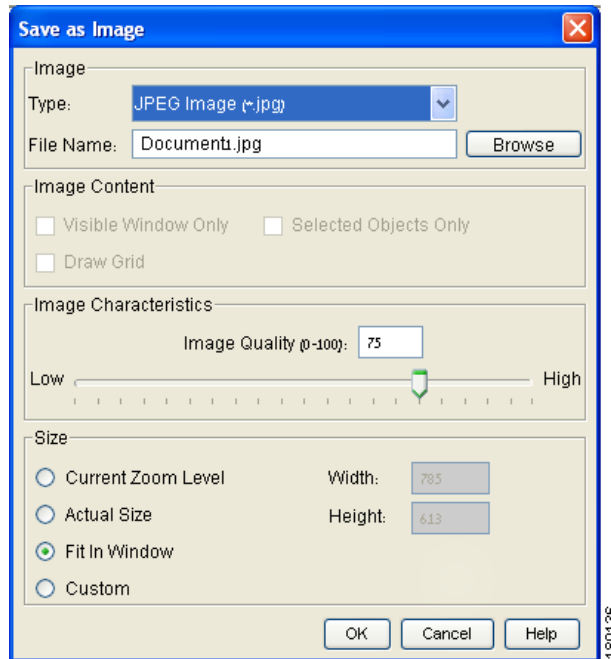 Save as Image
Image
Type: JPEG Image (*.jpg)
File Name: Document1.jpg Browse
Image Content
Visible Window Only Selected Objects Only
Draw Grid
Image Characteristics
Image Quality (0-100): 75
Low High
Size
Current Zoom Level Width: 785
Actual Size Height: 613
Fit In Window
Custom
OK Cancel Help